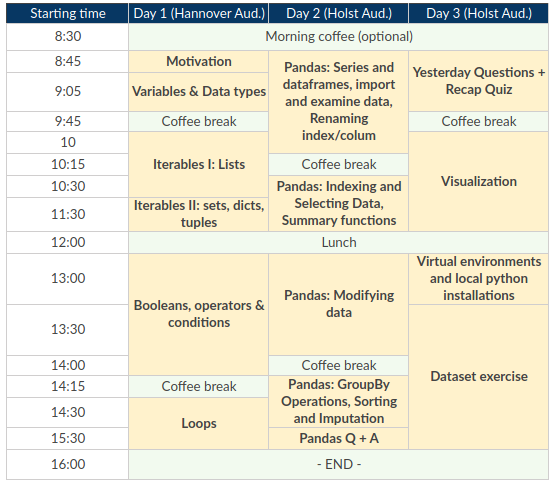 Starting time Day 1 (Hannover Aud.) Day 2 (Holst Aud.) Day 3 (Holst Aud.)
8:30 Morning coffee (optional)
8:45 Motivation
Pandas: Series and
dataframes, import
and examine data,
Renaming
index/colum
Yesterday Questions +
Recap Quiz
9:05 Variables & Data types
9:45 Coffee break Coffee break
10
Iterables I: Lists
Visualization
10:15 Coffee break
10:30
Pandas: Indexing and
Selecting Data,
Summary functions
11:30
Iterables II: sets, dicts,
tuples
12:00 Lunch
13:00
Booleans, operators &
conditions
Pandas: Modifying
data
Virtual environments
and local python
installations
13:30
Dataset exercise
14:00 Coffee break
14:15 Coffee break
Pandas: GroupBy
Operations, Sorting
and Imputation
14:30
Loops
15:30 Pandas Q + A
16:00 - END -